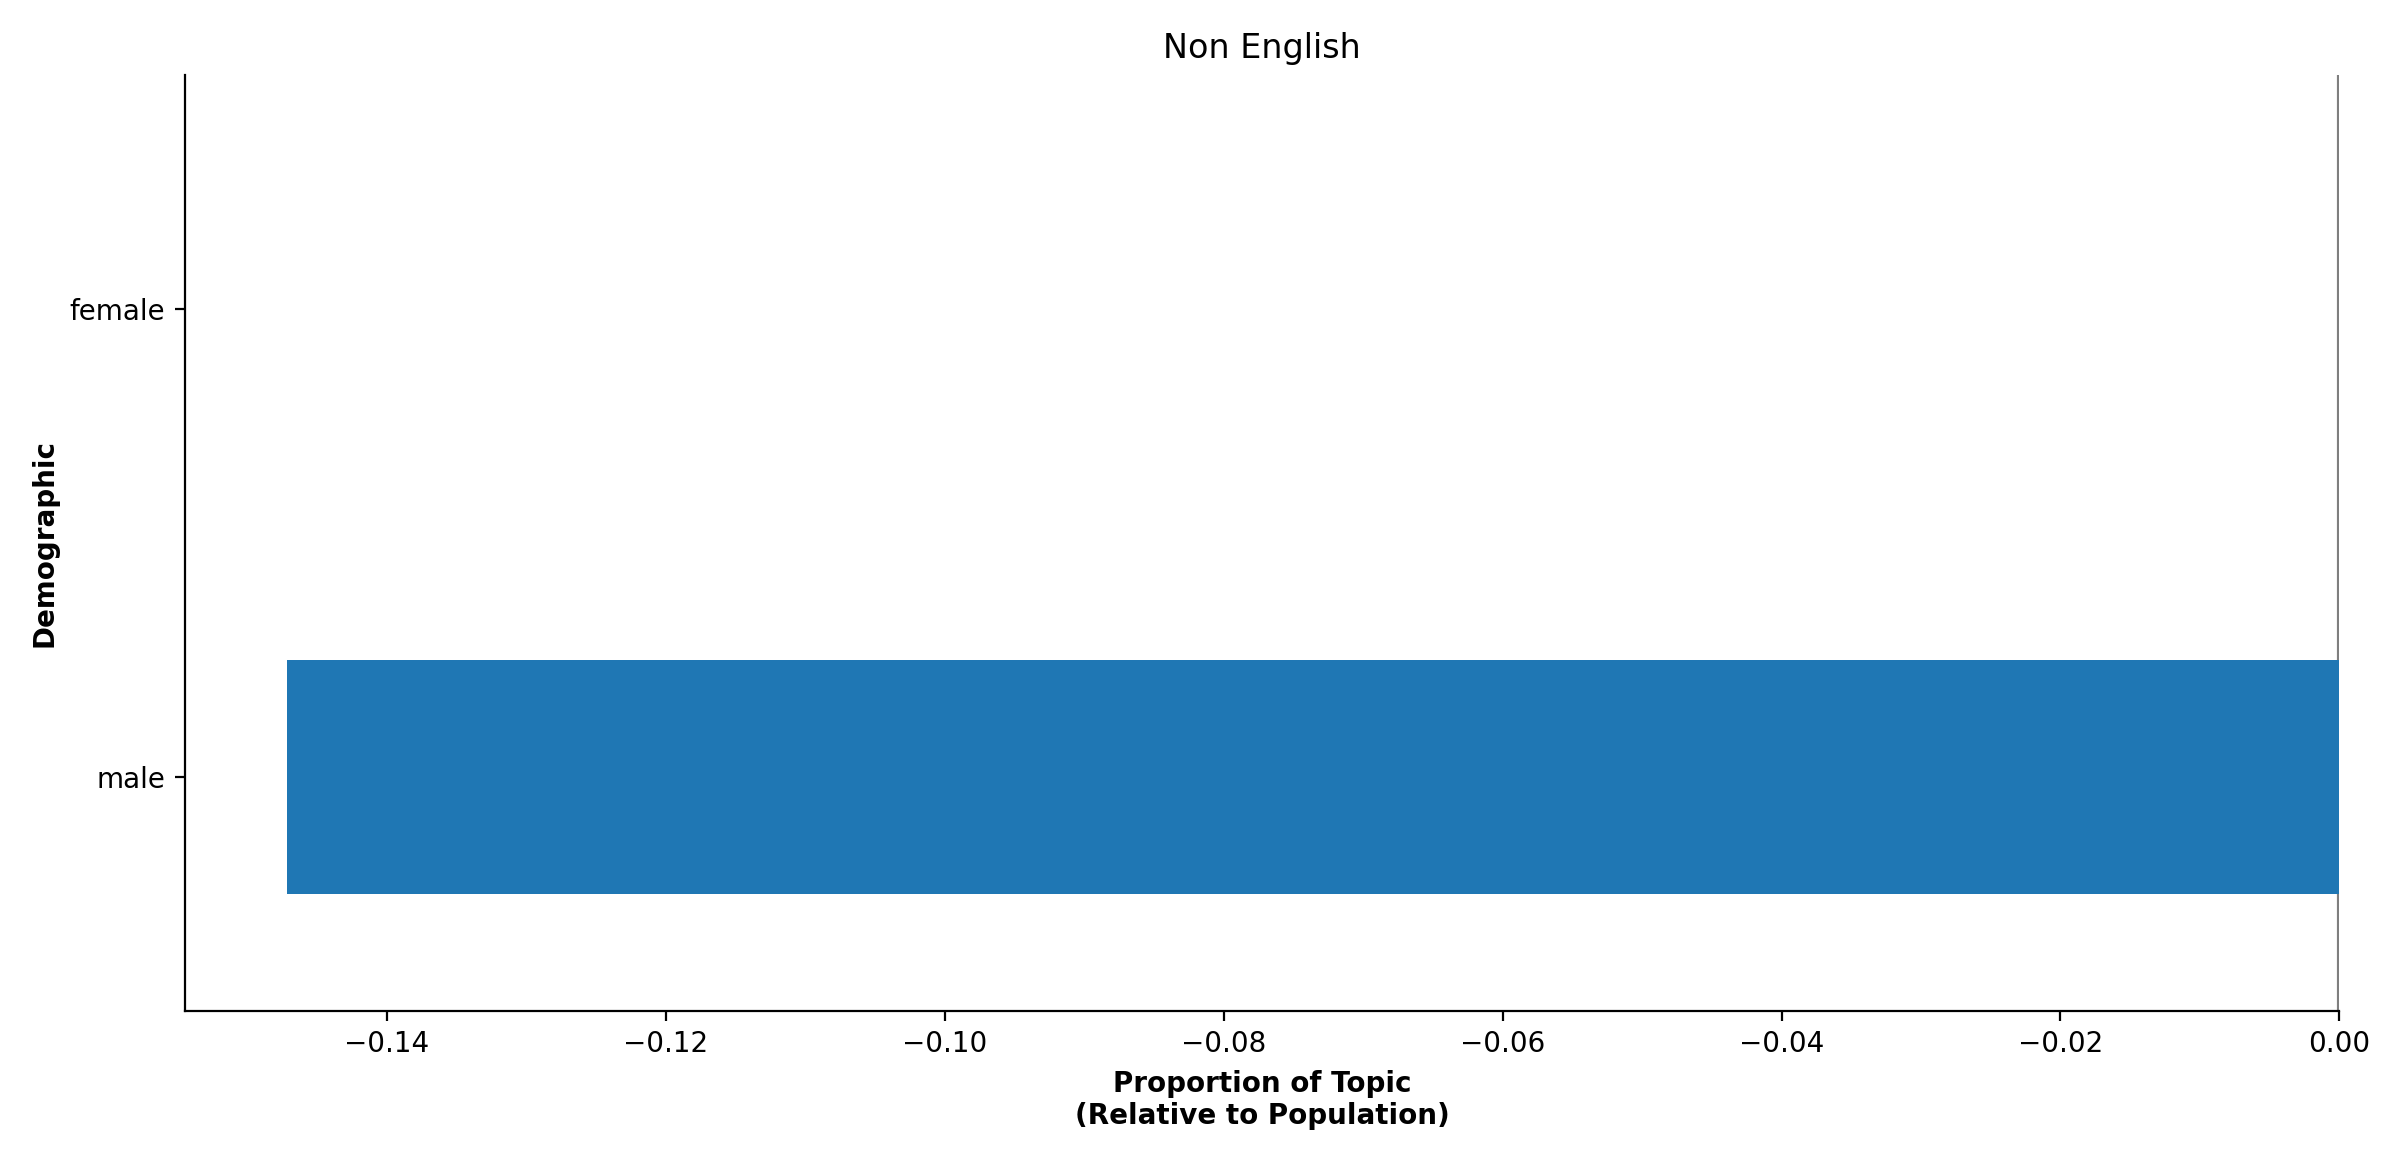 Non English
Demographic
female
male
−0.14
−0.12
−0.10
−0.08
−0.06
−0.04
−0.02
0.00
Proportion of Topic
(Relative to Population)